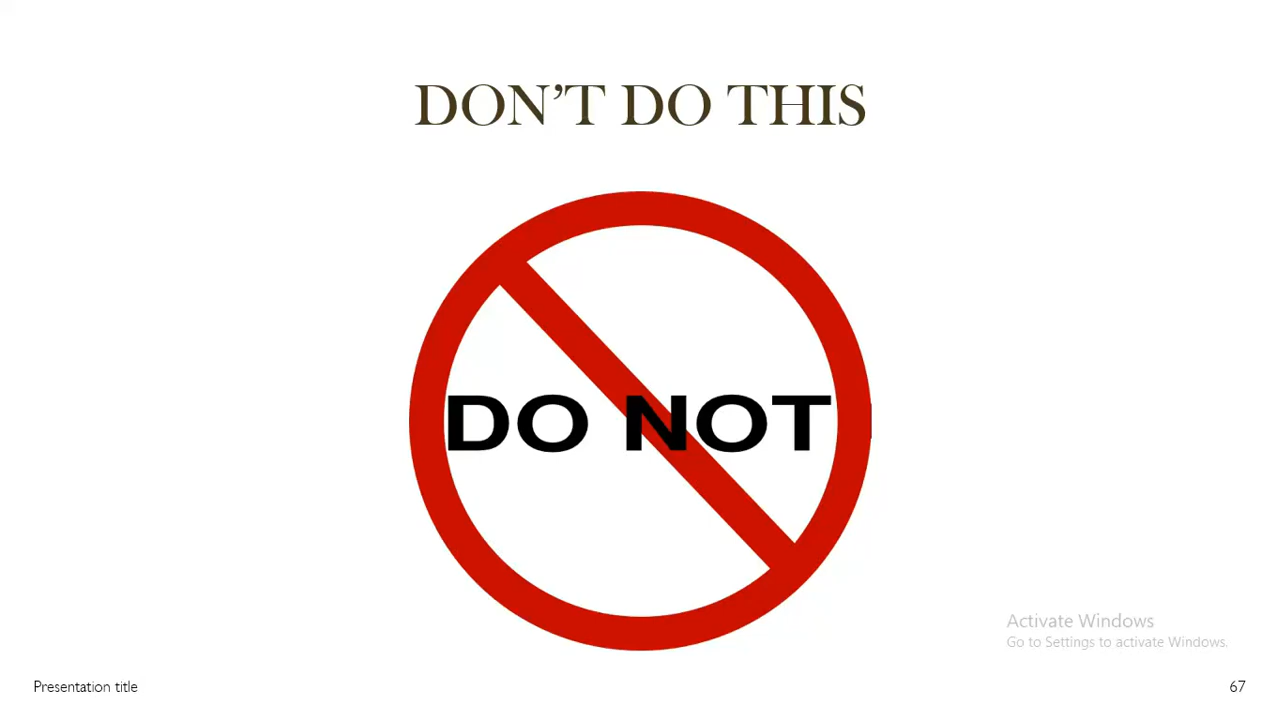 DON’T DO THIS
DO NOT
Activate Windows
Go to Settings to activate Windows.
Presentation title
67